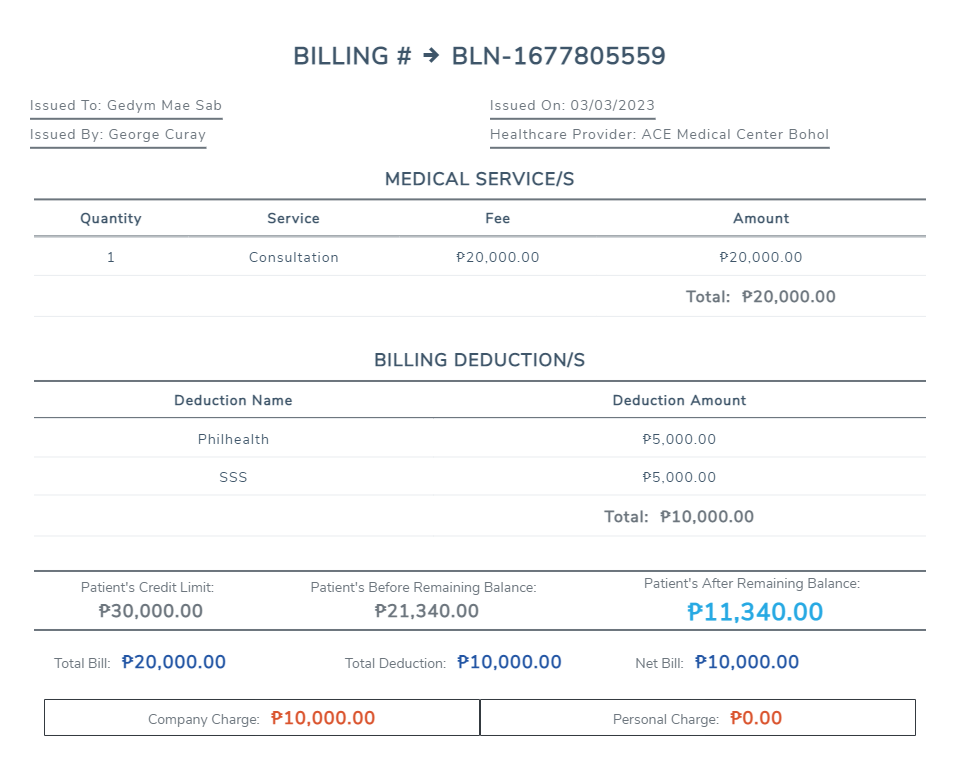 BILLING # → BLN-1677805559
Issued To: Gedym Mae Sab Issued On: 03/03/2023
Issued By: George Curay Healthcare Provider: ACE Medical Center Bohol
MEDICAL SERVICE/S
Quantity Service Fee Amount
1 Consultation ₱20,000.00 ₱20,000.00
Total: ₱20,000.00
BILLING DEDUCTION/S
Deduction Name Deduction Amount
Philhealth ₱5,000.00
SSS ₱5,000.00
Total: ₱10,000.00
Patient's Credit Limit: Patient's Before Remaining Balance: Patient's After Remaining Balance:
₱30,000.00 ₱21,340.00 ₱11,340.00
Total Bill: ₱20,000.00 Total Deduction: ₱10,000.00 Net Bill: ₱10,000.00
Company Charge: ₱10,000.00 Personal Charge: ₱0.00